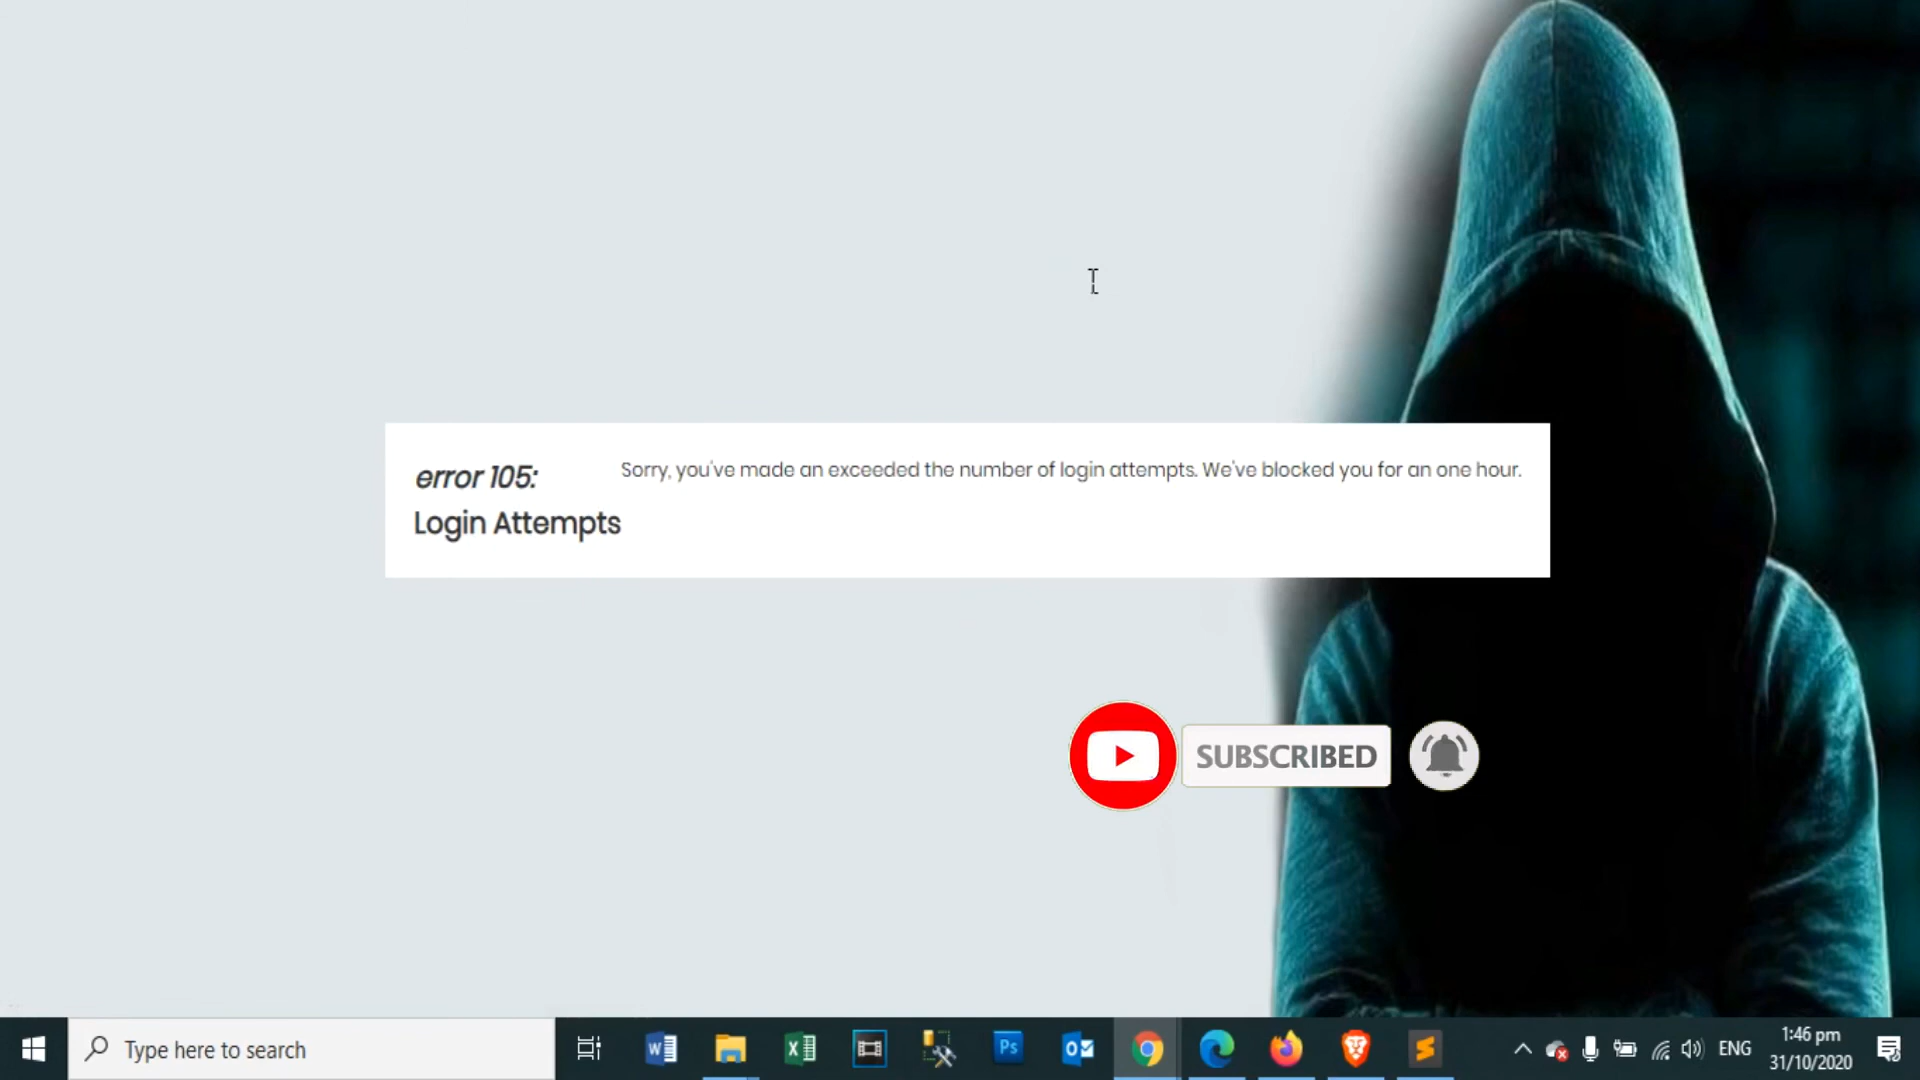 error 105:
Sorry, you've made an exceeded the number of login attempts. We've blocked you for an one hour.
Login Attempts
SUBSCRIBED
Type here to search
W
X
Ps
O
ENG
1:46 pm
31/10/2020